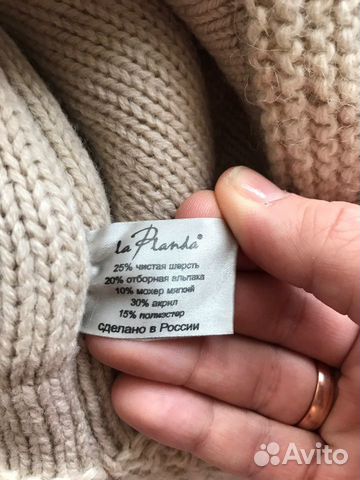 la Planda®
25% чистая шерсть
20% отборная альпака
10% мохер мягкий
30% акрил
15% полиэстер
сделано в России
Avito